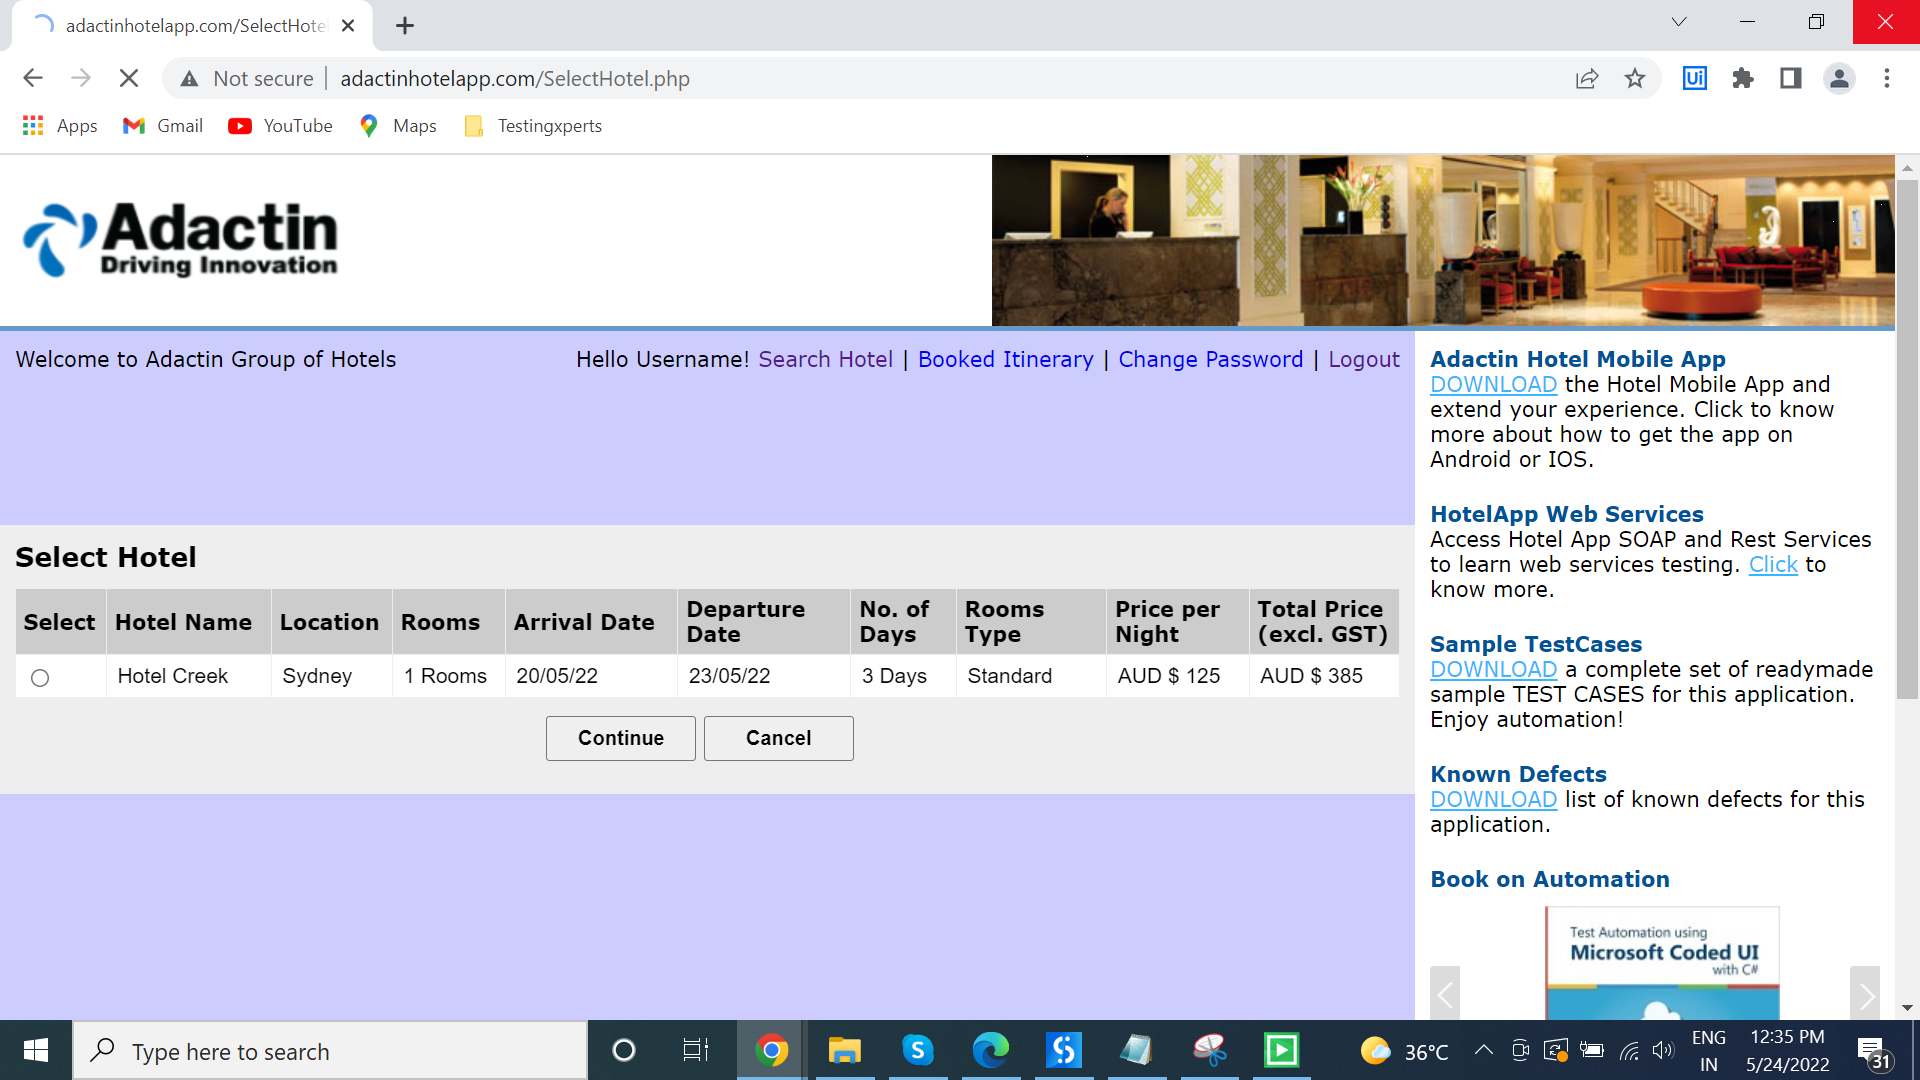 adactinhotelapp.com/SelectHote
Not secure
adactinhotelapp.com/SelectHotel.php
Ui
Apps
Gmail
YouTube
Maps
Testingxperts
Adactin
Driving Innovation
Welcome to Adactin Group of Hotels
Hello Username! Search Hotel | Booked Itinerary | Change Password | Logout
Select Hotel
Select Hotel Name Location Rooms Arrival Date Departure Date No. of Days Rooms Type Price per Night Total Price (excl. GST)
Hotel Creek Sydney 1 Rooms 20/05/22 23/05/22 3 Days Standard AUD $ 125 AUD $ 385
Continue
Cancel
Adactin Hotel Mobile App
DOWNLOAD the Hotel Mobile App and
extend your experience. Click to know
more about how to get the app on
Android or IOS.
HotelApp Web Services
Access Hotel App SOAP and Rest Services
to learn web services testing. Click to
know more.
Sample TestCases
DOWNLOAD a complete set of readymade
sample TEST CASES for this application.
Enjoy automation!
Known Defects
DOWNLOAD list of known defects for this
application.
Book on Automation
Test Automation using
Microsoft Coded UI
with C#
Type here to search
36°C
ENG
IN
12:35 PM
5/24/2022
31